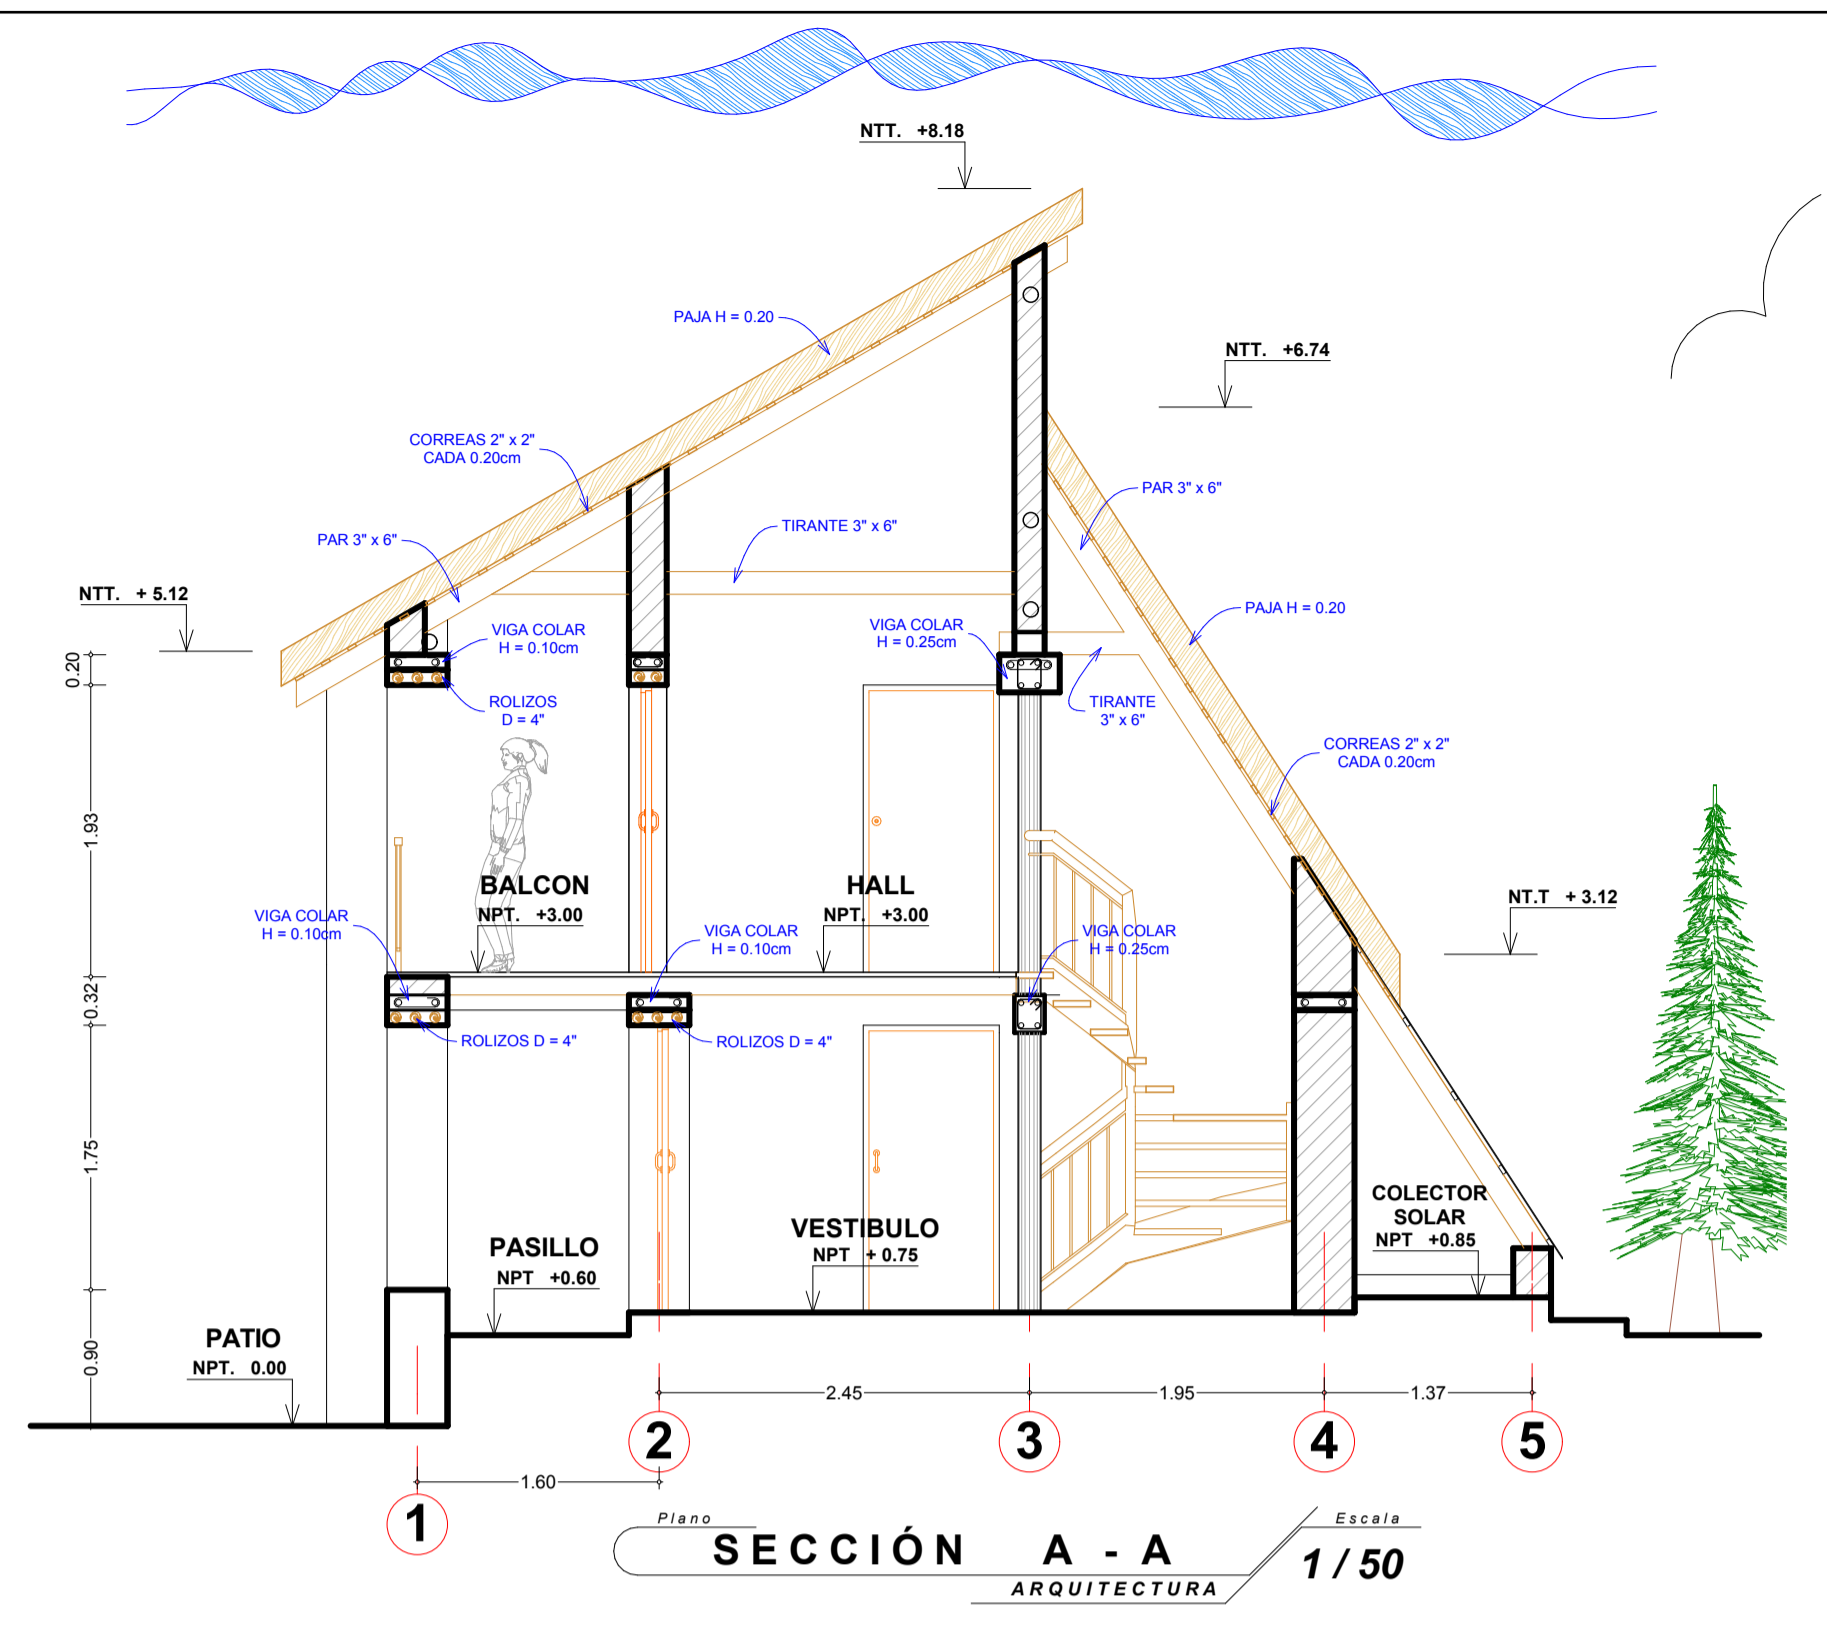 NTT. +8.18
PAJA H = 0.20
NTT. +6.74
CORREAS 2" x 2"
CADA 0.20cm
PAR 3" x 6"
TIRANTE 3" x 6"
PAR 3" x 6"
NTT. + 5.12
VIGA COLAR
H = 0.10cm
VIGA COLAR
H = 0.25cm
PAJA H = 0.20
0.20
ROLIZOS
D = 4"
TIRANTE
3" x 6"
CORREAS 2" x 2"
CADA 0.20cm
1.93
BALCON
NPT. +3.00
HALL
NPT. +3.00
NT.T + 3.12
VIGA COLAR
H = 0.10cm
VIGA COLAR
H = 0.10cm
VIGA COLAR
H = 0.25cm
0.32
ROLIZOS D = 4"
ROLIZOS D = 4"
1.75
COLECTOR
SOLAR
NPT +0.85
VESTIBULO
NPT + 0.75
PASILLO
NPT +0.60
PATIO
NPT. 0.00
0.90
2.45
1.95
1.37
2
3
4
5
1.60
1
Plano
SECCIÓN A - A
ARQUITECTURA
Escala
1 / 50